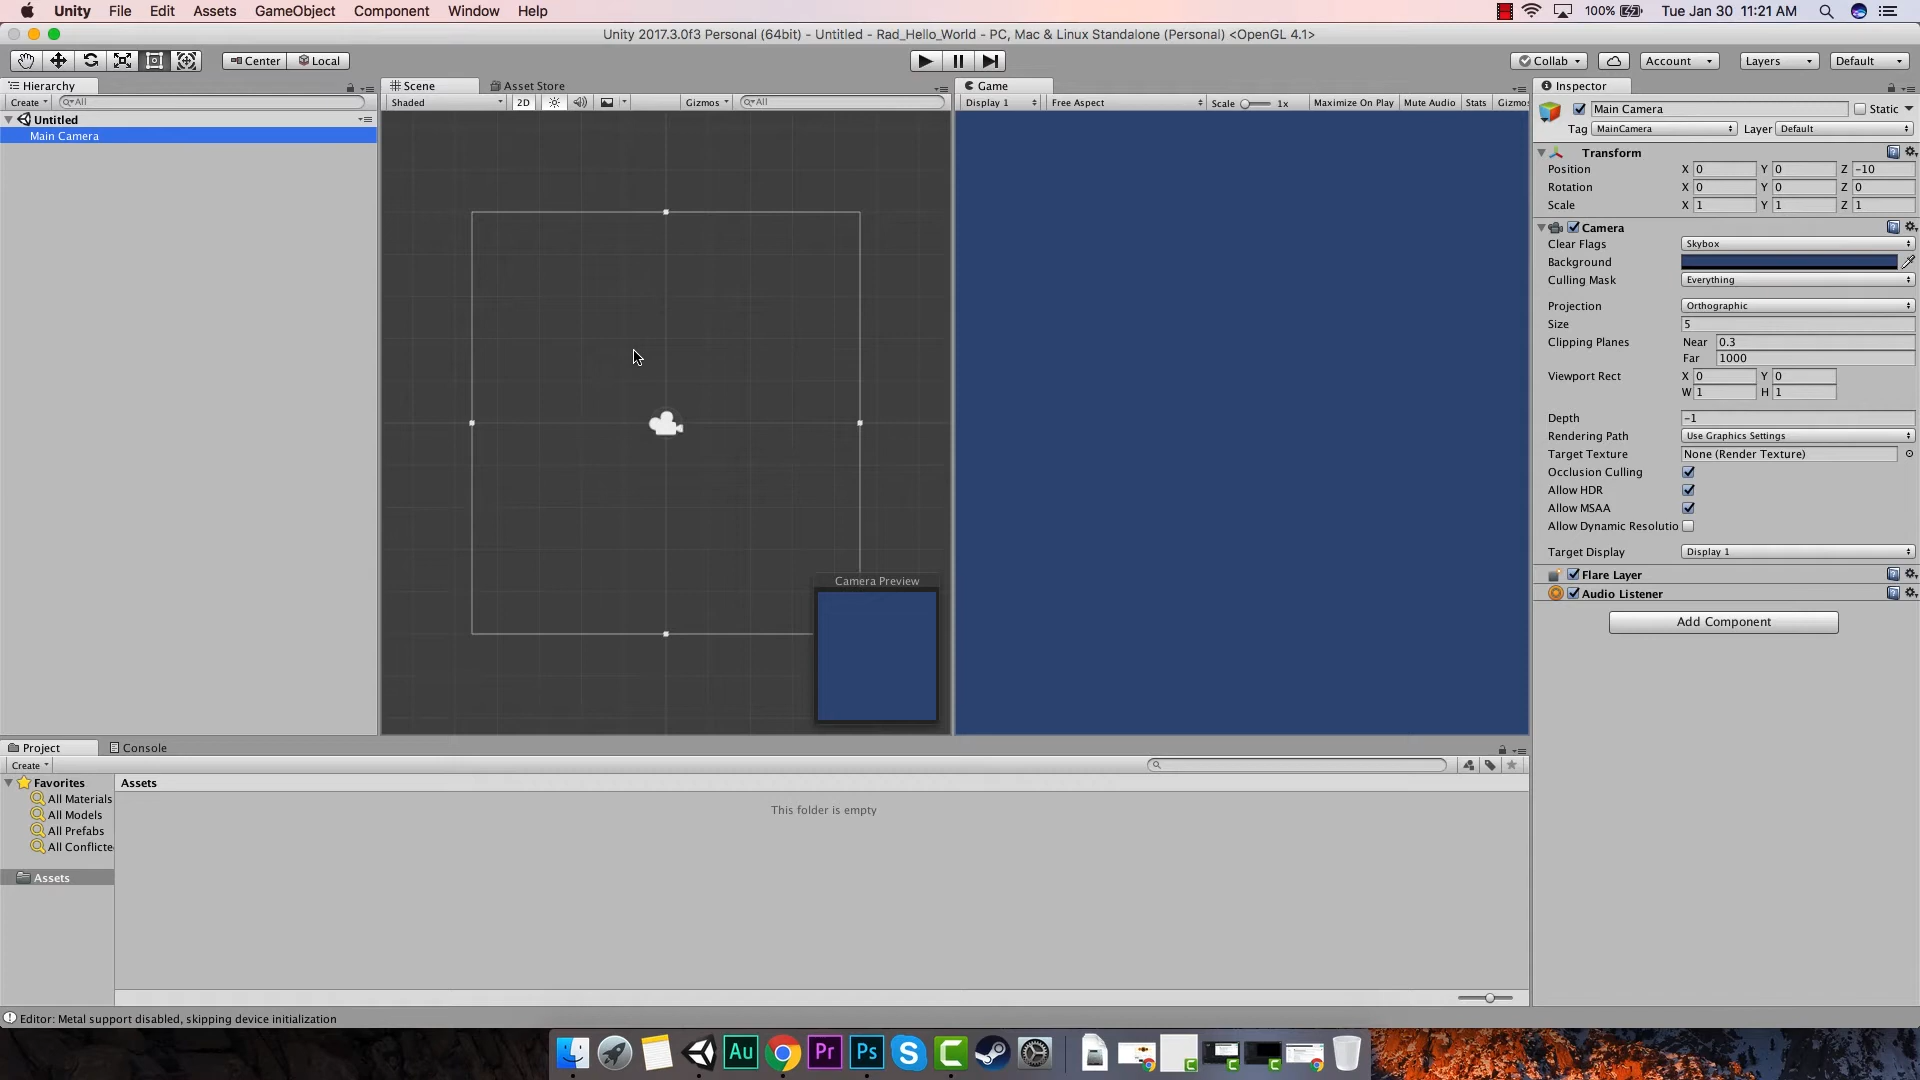 Unity File Edit Assets GameObject Component Window Help 100% Tue Jan 30 11:21 AM
Unity 2017.3.0f3 Personal (64bit) - Untitled - Rad_Hello_World - PC, Mac & Linux Standalone (Personal) <OpenGL 4.1>
Center Local Collab Account Layers Default
Hierarchy
Create All
Untitled
Main Camera
Scene Asset Store
Shaded 2D Gizmos All
Camera Preview
Game
Display 1 Free Aspect Scale 1x Maximize On Play Mute Audio Stats Gizmos
Inspector
Main Camera Static
Tag MainCamera Layer Default
Transform
Position X 0 Y 0 Z -10
Rotation X 0 Y 0 Z 0
Scale X 1 Y 1 Z 1
Camera
Clear Flags Skybox
Background
Culling Mask Everything
Projection Orthographic
Size 5
Clipping Planes Near 0.3
Far 1000
Viewport Rect X 0 Y 0
W 1 H 1
Depth -1
Rendering Path Use Graphics Settings
Target Texture None (Render Texture)
Occlusion Culling
Allow HDR
Allow MSAA
Allow Dynamic Resolutio
Target Display Display 1
Flare Layer
Audio Listener
Add Component
Project Console
Create
Favorites
All Materials
All Models
All Prefabs
All Conflicte
Assets
Assets
This folder is empty
Editor: Metal support disabled, skipping device initialization
Au Pr Ps